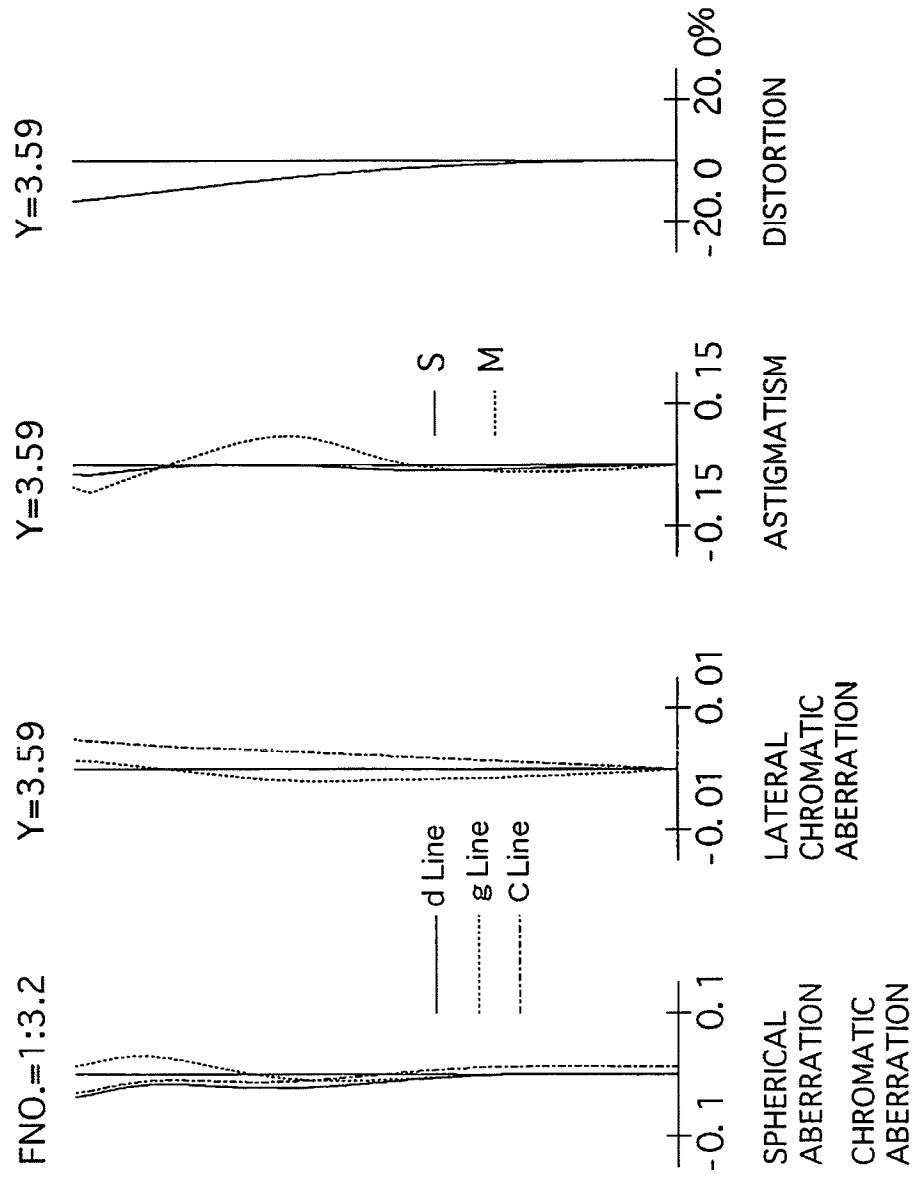 FNO.=1:3.2
d Line
g Line
C Line
-0.1
0.1
SPHERICAL
ABERRATION
CHROMATIC
ABERRATION
Y=3.59
-0.01
0.01
LATERAL
CHROMATIC
ABERRATION
Y=3.59
S
M
-0.15
0.15
ASTIGMATISM
Y=3.59
-20.0
20.0%
DISTORTION